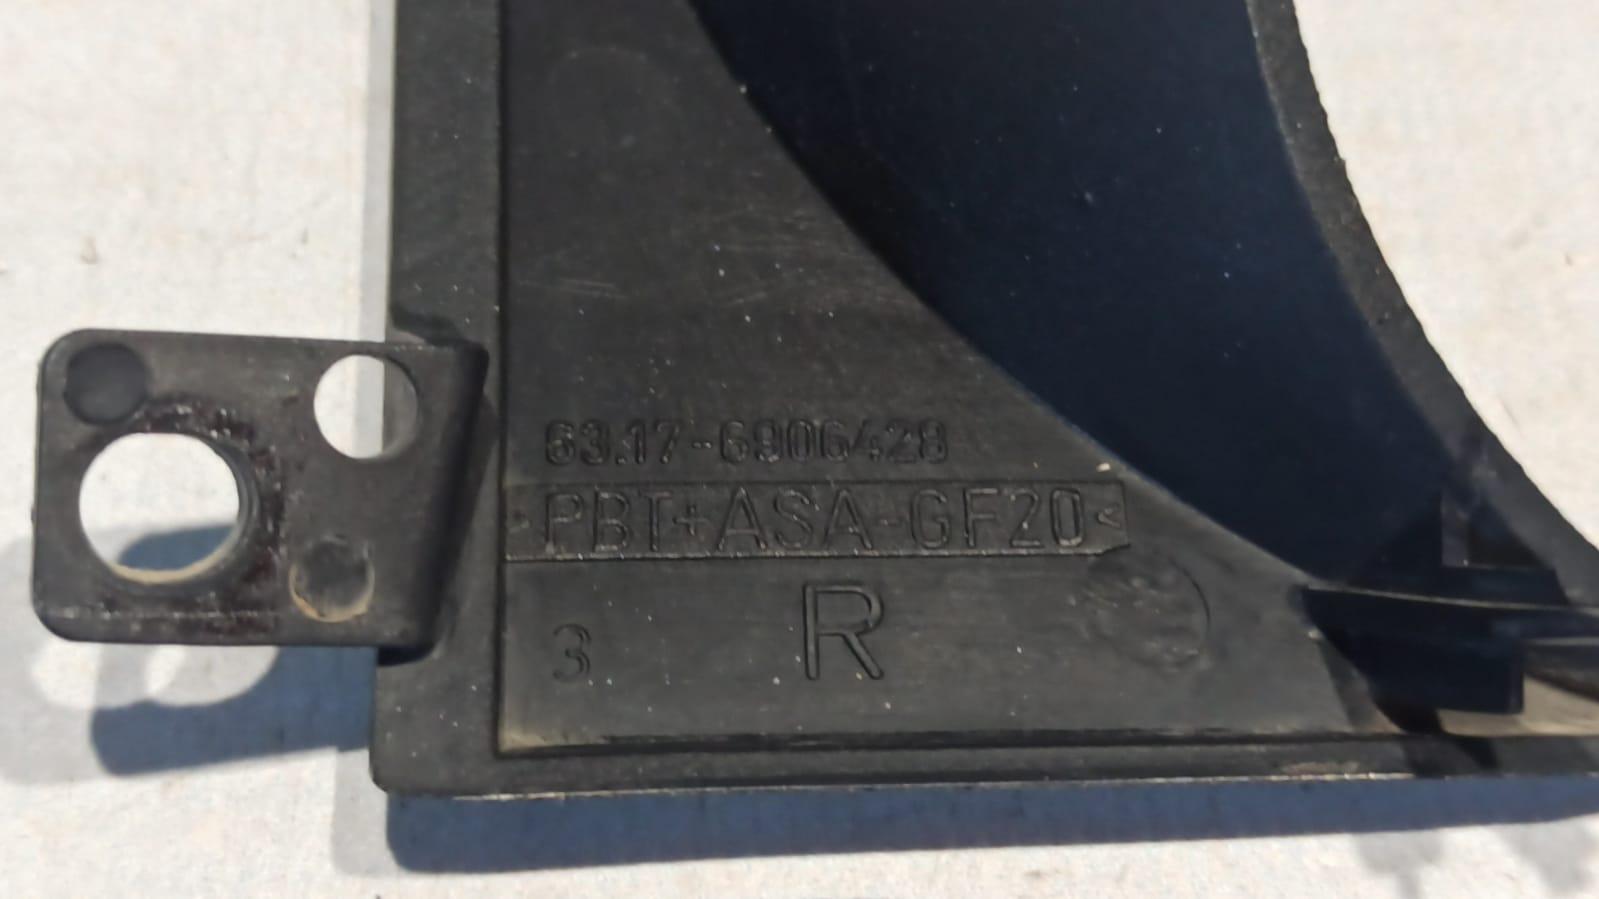 63.17-6906428
>PBT+ASA-GF20<
3 R